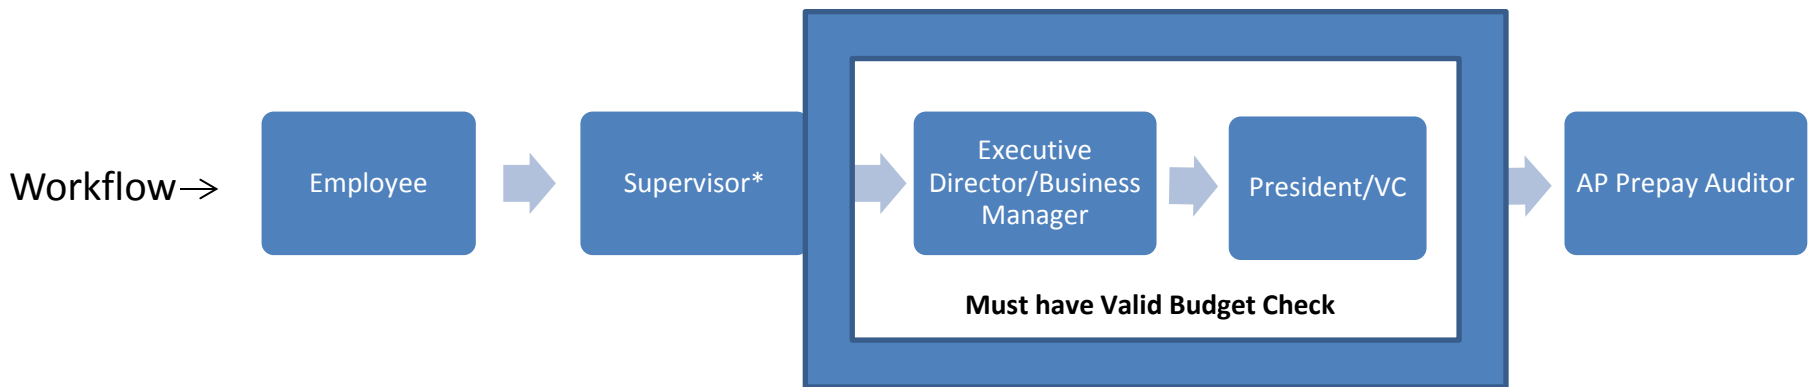 Workflow→
Employee
Supervisor*
Executive
Director/Business
Manager
President/VC
AP Prepay Auditor
Must have Valid Budget Check